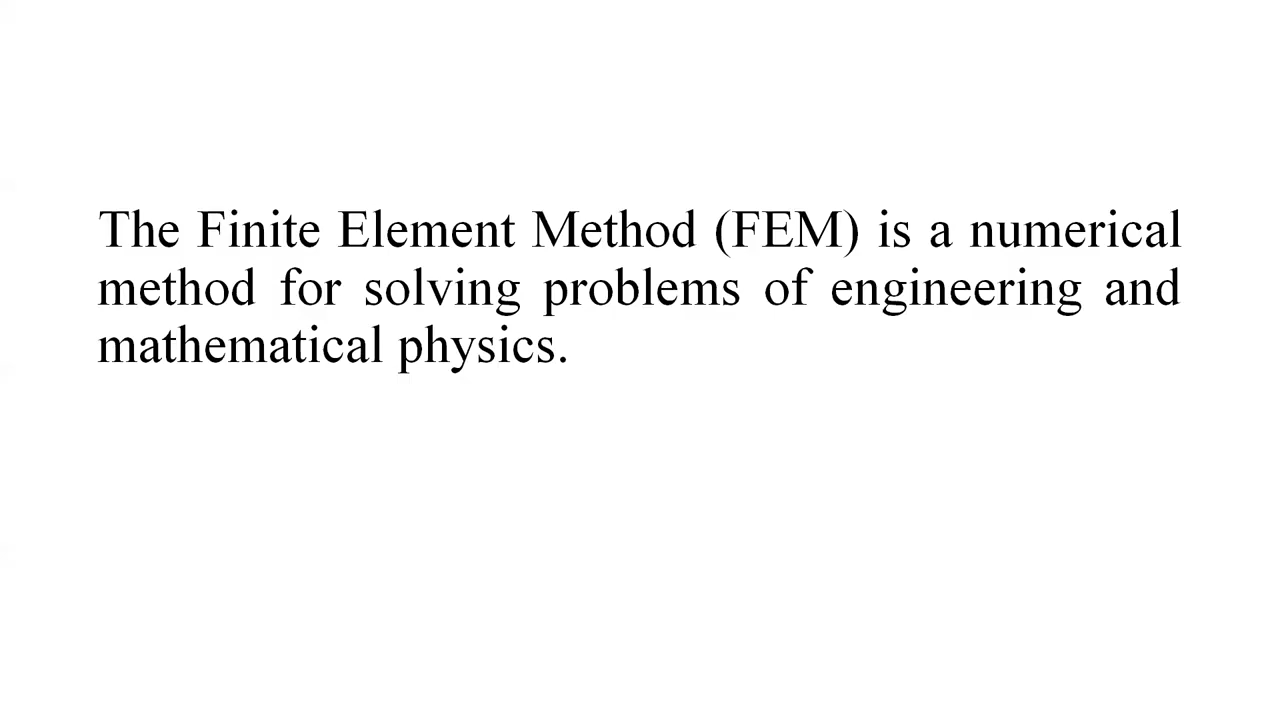 The Finite Element Method (FEM) is a numerical
method for solving problems of engineering and
mathematical physics.